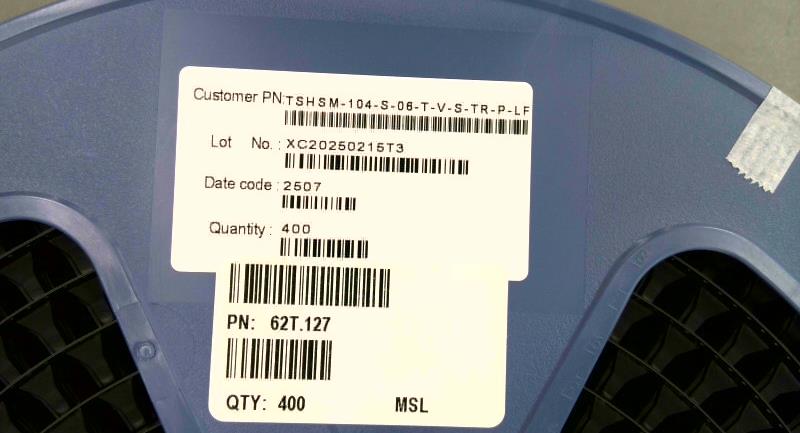 Customer PN:TSHSM-104-S-06-T-V-S-TR-P-LF
Lot No. : XC20250215T3
Date code : 2507
Quantity : 400
PN: 62T.127
QTY: 400 MSL